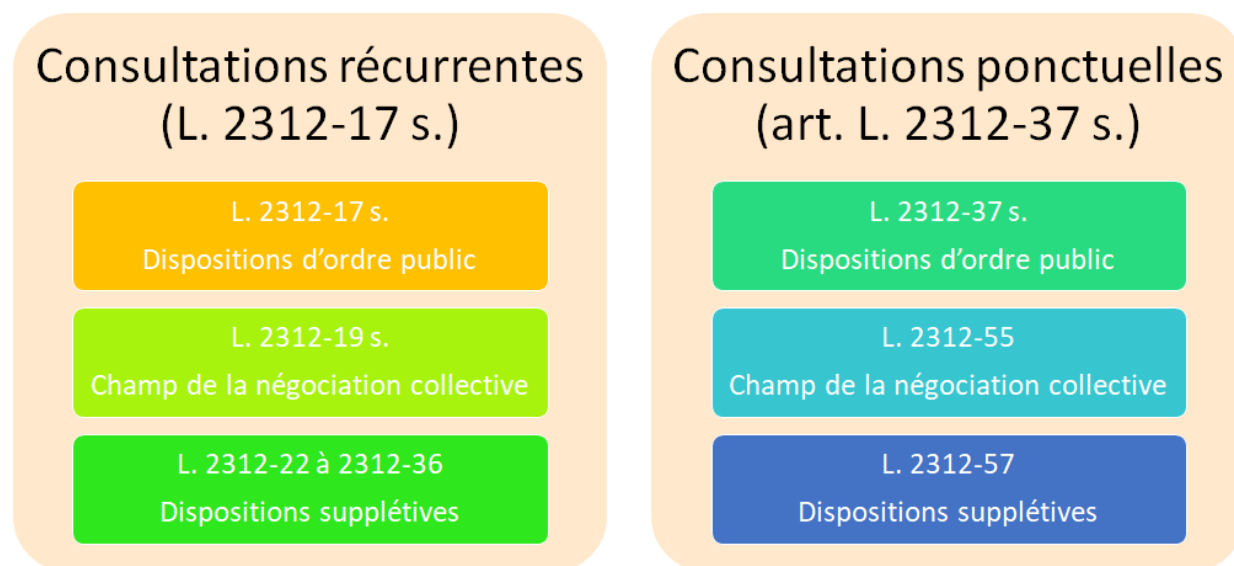 Consultations récurrentes
(L. 2312-17 s.)
L. 2312-17 s.
Dispositions d’ordre public
L. 2312-19 s.
Champ de la négociation collective
L. 2312-22 à 2312-36
Dispositions supplétives
Consultations ponctuelles
(art. L. 2312-37 s.)
L. 2312-37 s.
Dispositions d’ordre public
L. 2312-55
Champ de la négociation collective
L. 2312-57
Dispositions supplétives